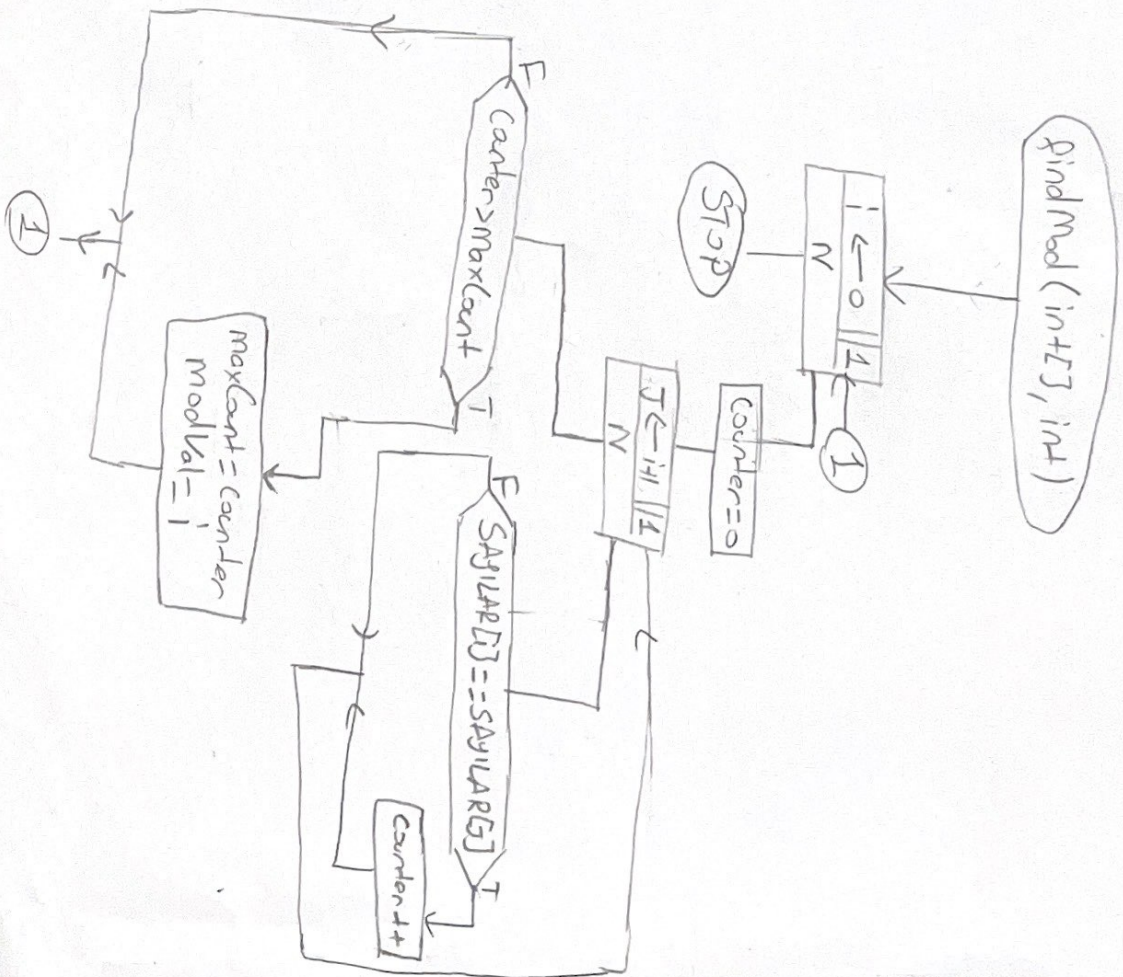 findMod(int[], int)
i ← 0 1
N
1
STOP
Counter=0
J ← i+1 1
N
F SAYILAR[i]==SAYILAR[j] T
Counter++
F Counter>maxCount T
maxCount = Counter
modVal = i
1